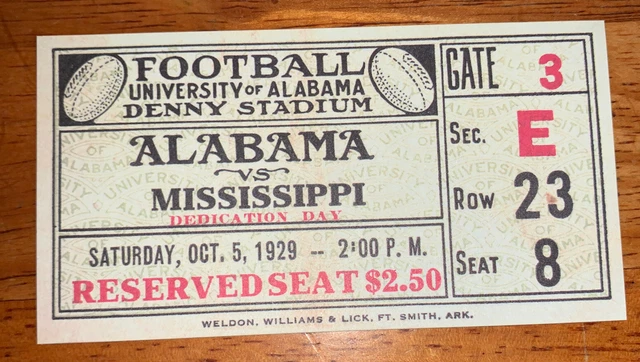 FOOTBALL
UNIVERSITY OF ALABAMA
DENNY STADIUM
ALABAMA
VS
MISSISSIPPI
DEDICATION DAY
SATURDAY, OCT. 5, 1929 -- 2:00 P. M.
RESERVED SEAT $2.50
GATE 3
SEC. E
ROW 23
SEAT 8
WELDON, WILLIAMS & LICK, FT. SMITH, ARK.